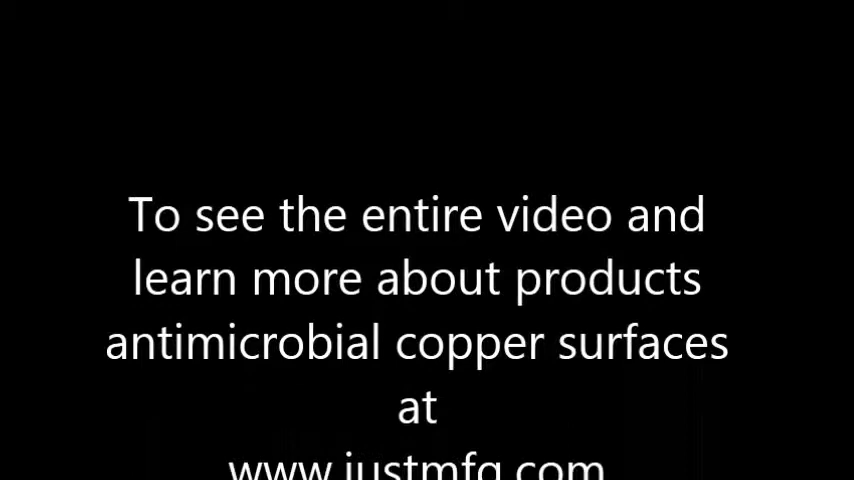 To see the entire video and
learn more about products
antimicrobial copper surfaces
at
www.justmfg.com